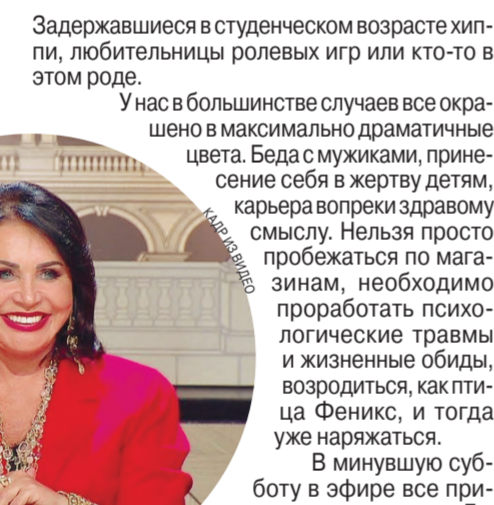 Задержавшиеся в студенческом возрасте хип-
пи, любительницы ролевых игр или кто-то в
этом роде.
У нас в большинстве случаев все окра-
шено в максимально драматичные
цвета. Беда с мужиками, прине-
сение себя в жертву детям,
карьера вопреки здравому
смыслу. Нельзя просто
пробежаться по мага-
зинам, необходимо
проработать психо-
логические травмы
и жизненные обиды,
возродиться, как пти-
ца Феникс, и тогда
уже наряжаться.
В минувшую суб-
боту в эфире все при-
КАДР ИЗ ВИДЕО